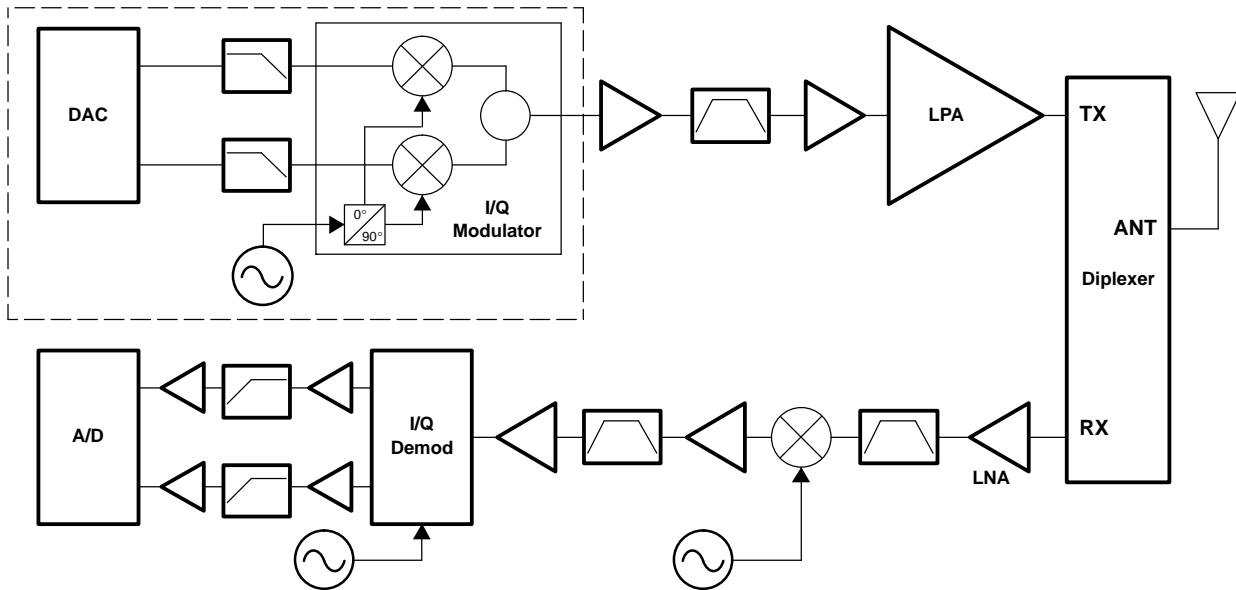 DAC
0°
90°
I/Q
Modulator
LPA
TX
ANT
Diplexer
RX
LNA
A/D
I/Q
Demod